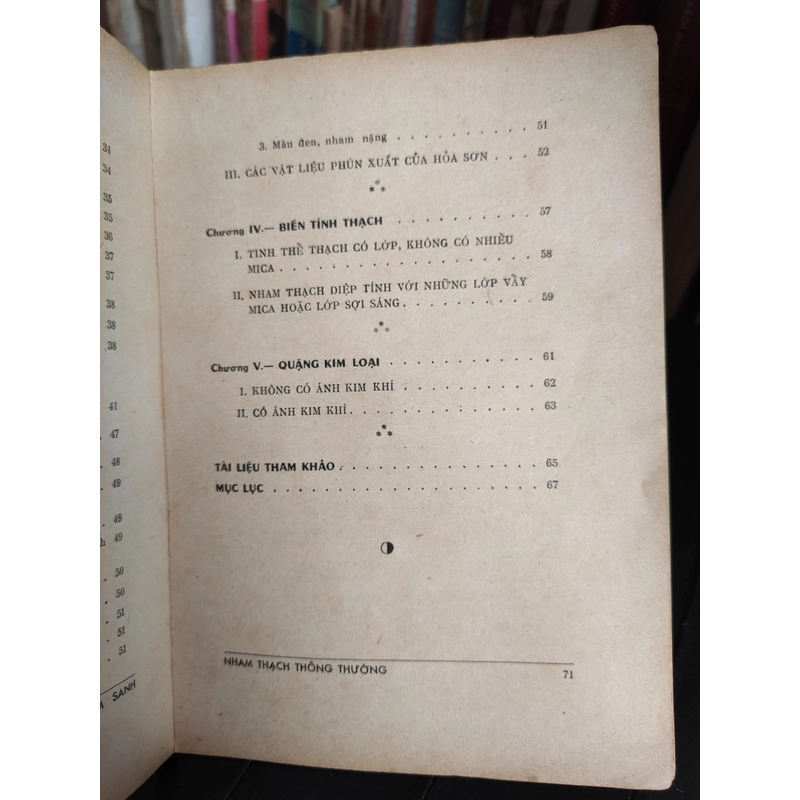 34
34
35
35
36
37
37
38
38
38
41
47
48
49
49
h 49
50
50
51
51
51
SANH
3. Màu đen, nham nặng . . . . . . . . . . 51
III. CÁC VẬT LIỆU PHÚN XUẤT CỦA HỎA SƠN . . . 52
Chương IV.— BIẾN TÍNH THẠCH . . . . . . . . . . 57
I. TINH THỂ THẠCH CÓ LỚP, KHÔNG CÓ NHIỀU
MICA . . . . . . . . . . . . . . . . . 58
II. NHAM THẠCH DIỆP TÍNH VỚI NHỮNG LỚP VẨY
MICA HOẶC LỚP SỢI SÁNG . . . . . . . . . 59
Chương V.— QUẶNG KIM LOẠI . . . . . . . . . . 61
I. KHÔNG CÓ ÁNH KIM KHÍ . . . . . . . . . 62
II. CÓ ÁNH KIM KHÍ . . . . . . . . . . . . 63
TÀI LIỆU THAM KHẢO . . . . . . . . . . . . 65
MỤC LỤC . . . . . . . . . . . . . . . . . 67
NHAM THẠCH THÔNG THƯỜNG 71